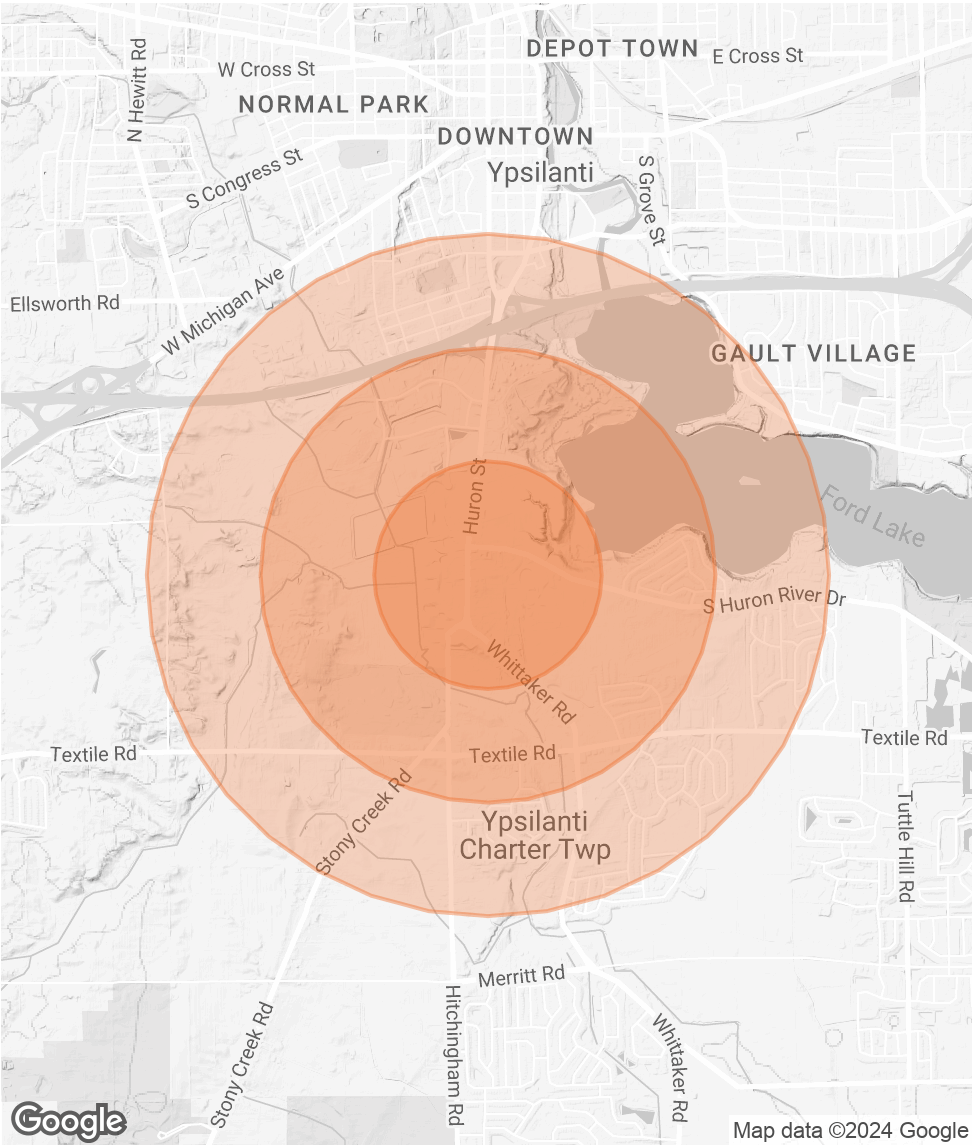 DEPOT TOWN
E Cross St
W Cross St
N Hewitt Rd
NORMAL PARK
DOWNTOWN
Ypsilanti
S Congress St
S Grove St
Ellsworth Rd
W Michigan Ave
GAULT VILLAGE
Huron St
Ford Lake
S Huron River Dr
Whittaker Rd
Textile Rd
Textile Rd
Textile Rd
Stony Creek Rd
Ypsilanti
Charter Twp
Tuttle Hill Rd
Merritt Rd
Hitchingham Rd
Stony Creek Rd
Whittaker Rd
Google
Map data ©2024 Google